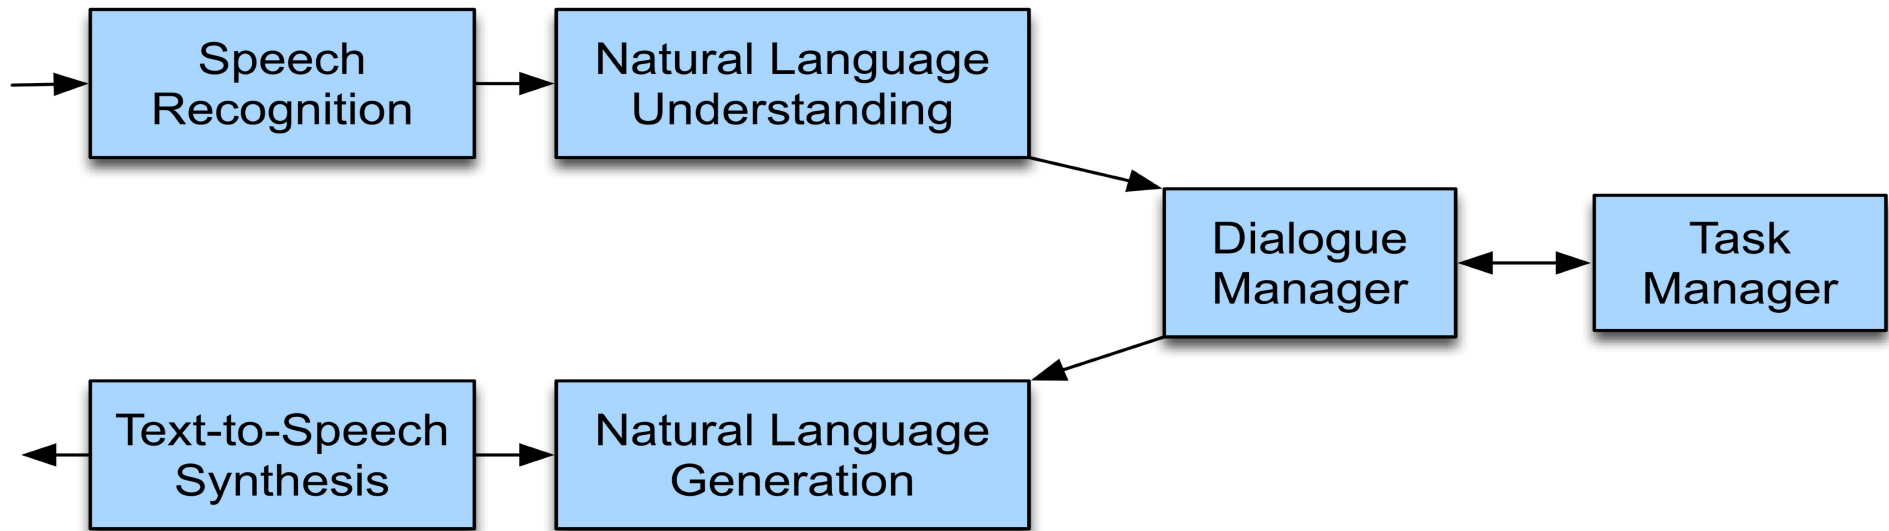 Speech
Recognition
Natural Language
Understanding
Dialogue
Manager
Task
Manager
Text-to-Speech
Synthesis
Natural Language
Generation